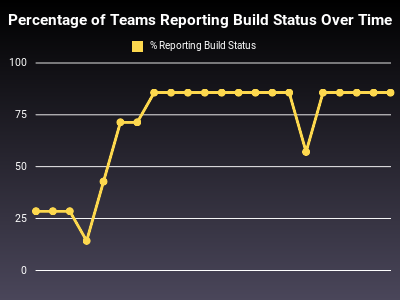 Percentage of Teams Reporting Build Status Over Time
% Reporting Build Status
100
75
50
25
0